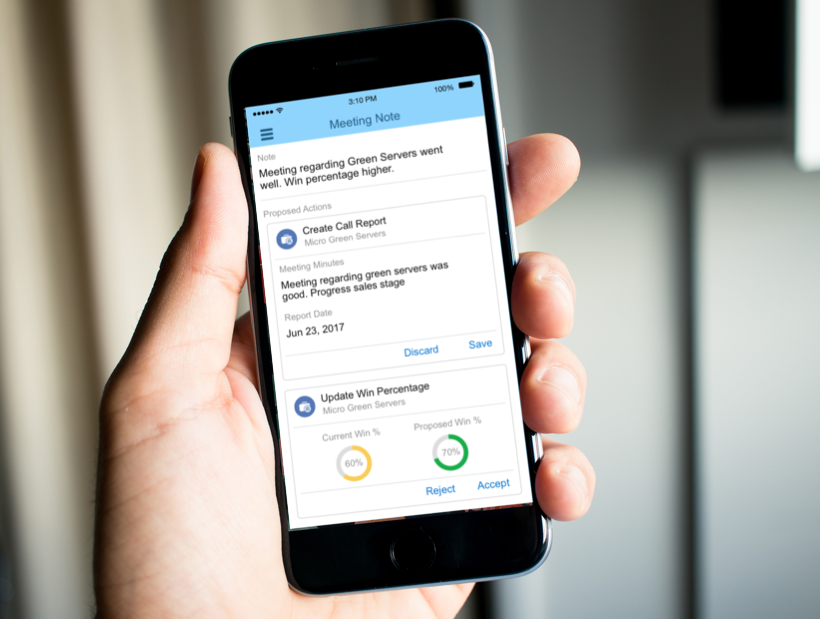 3:10 PM
100%
Meeting Note
Note
Meeting regarding Green Servers went
well. Win percentage higher.
Proposed Actions
Create Call Report
Micro Green Servers
Meeting Minutes
Meeting regarding green servers was
good. Progress sales stage
Report Date
Jun 23, 2017
Discard Save
Update Win Percentage
Micro Green Servers
Current Win % Proposed Win %
60% 70%
Reject Accept